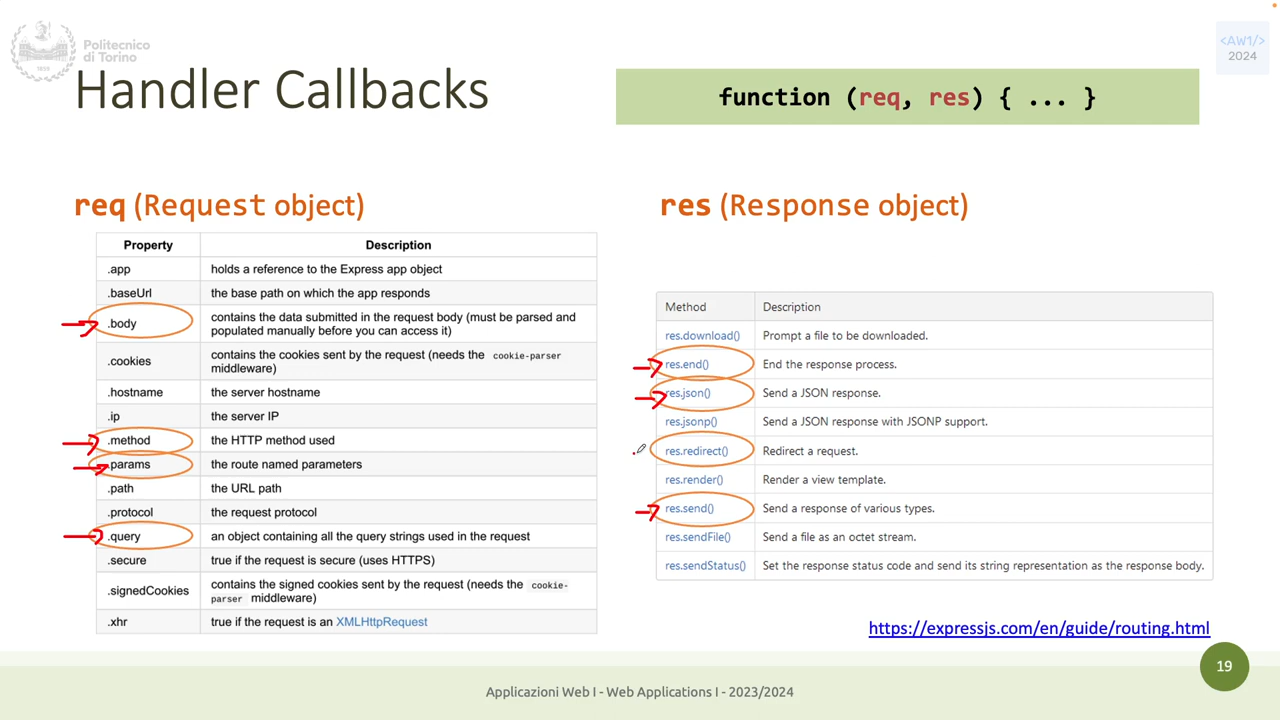 Politecnico
di Torino
1859
<AW1/>
2024
Handler Callbacks
function (req, res) { ... }
req (Request object)
Property Description
.app holds a reference to the Express app object
.baseUrl the base path on which the app responds
.body contains the data submitted in the request body (must be parsed and
populated manually before you can access it)
.cookies contains the cookies sent by the request (needs the cookie-parser
middleware)
.hostname the server hostname
.ip the server IP
.method the HTTP method used
.params the route named parameters
.path the URL path
.protocol the request protocol
.query an object containing all the query strings used in the request
.secure true if the request is secure (uses HTTPS)
.signedCookies contains the signed cookies sent by the request (needs the cookie-
parser middleware)
.xhr true if the request is an XMLHttpRequest
res (Response object)
Method Description
res.download() Prompt a file to be downloaded.
res.end() End the response process.
res.json() Send a JSON response.
res.jsonp() Send a JSON response with JSONP support.
res.redirect() Redirect a request.
res.render() Render a view template.
res.send() Send a response of various types.
res.sendFile() Send a file as an octet stream.
res.sendStatus() Set the response status code and send its string representation as the response body.
https://expressjs.com/en/guide/routing.html
19
Applicazioni Web I - Web Applications I - 2023/2024